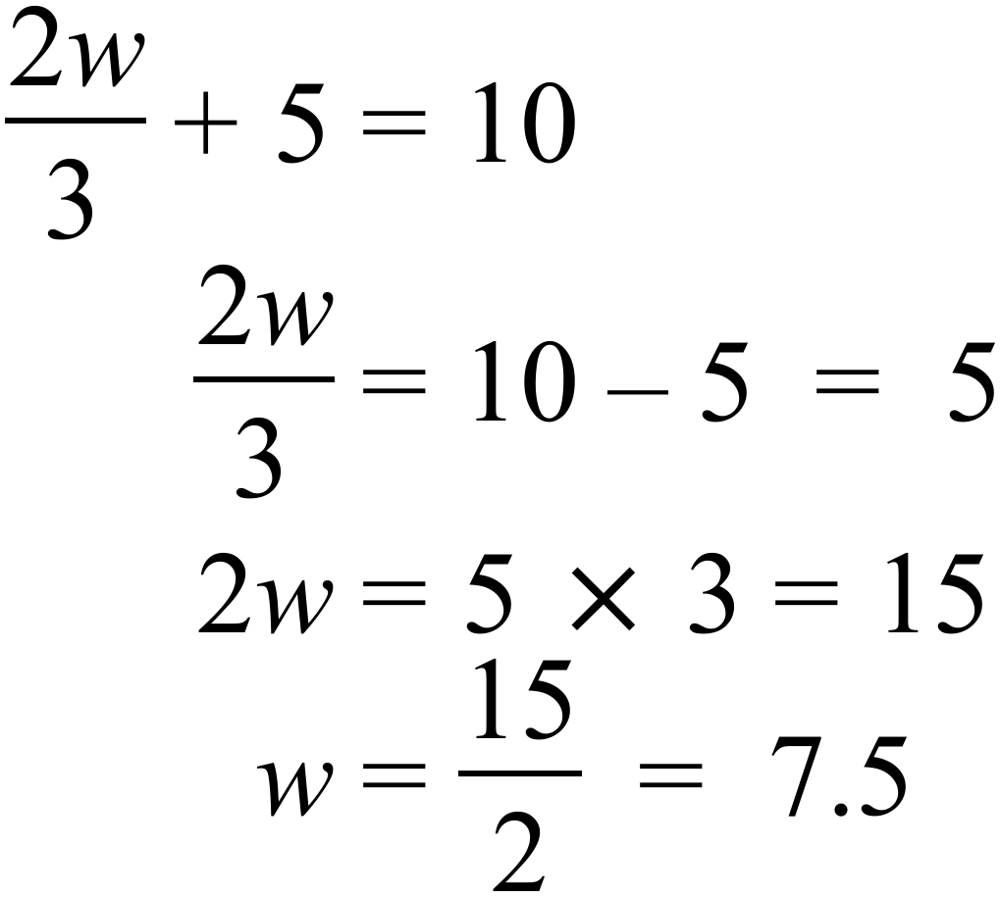 2w/3 + 5 = 10
2w/3 = 10 – 5 = 5
2w = 5 × 3 = 15
w = 15/2 = 7.5